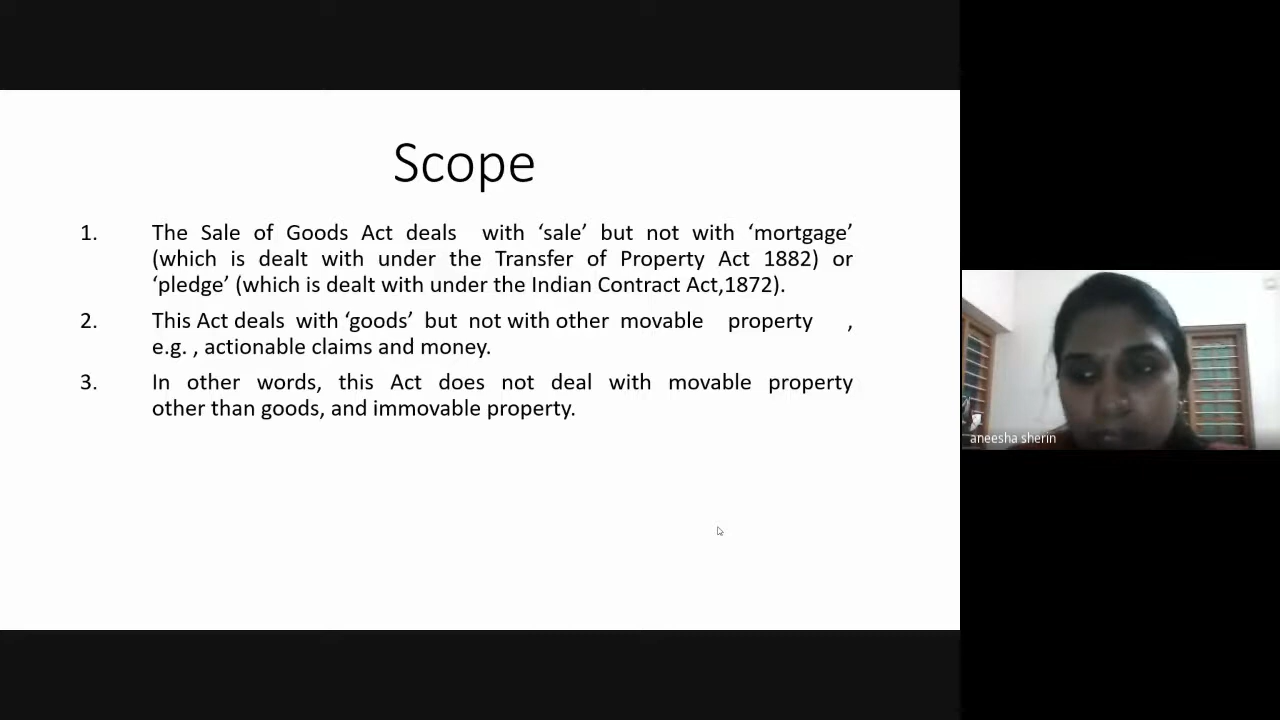 Scope
1. The Sale of Goods Act deals with ‘sale’ but not with ‘mortgage’
(which is dealt with under the Transfer of Property Act 1882) or
‘pledge’ (which is dealt with under the Indian Contract Act,1872).
2. This Act deals with ‘goods’ but not with other movable property ,
e.g. , actionable claims and money.
3. In other words, this Act does not deal with movable property
other than goods, and immovable property.
aneesha sherin